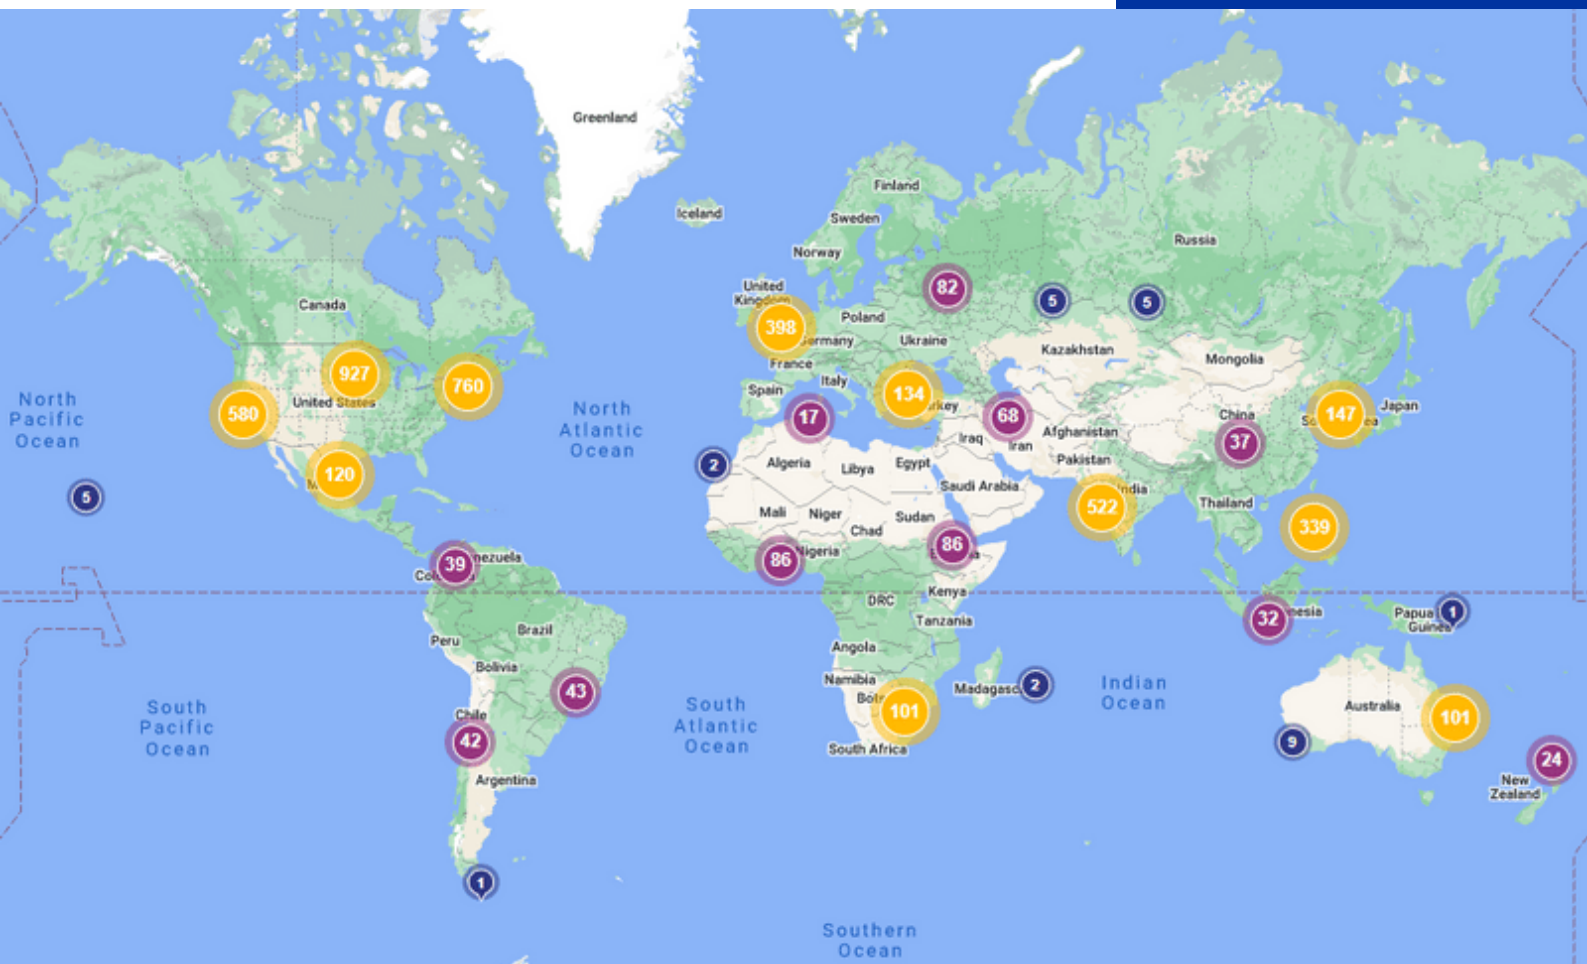 Greenland
Finland
Iceland
Sweden
Russia
Norway
United
Kingdom
82
5
5
Canada
Poland
398
Germany
Ukraine
Kazakhstan
Mongolia
France
927
760
Italy
134
Spain
Turkey
North
Pacific
Ocean
580
United States
North
Atlantic
Ocean
17
68
China
147
Japan
37
Iraq
Iran
Afghanistan
Pakistan
2
Algeria
Libya
Egypt
Saudi Arabia
120
5
India
522
Thailand
339
Mali
Niger
Chad
Sudan
86
Nigeria
86
39
DRC
Kenya
Tanzania
32
Papua
Guinea
1
Peru
Brazil
Bolivia
Angola
Namibia
Madagasc
2
Indian
Ocean
43
Chile
42
South
Pacific
Ocean
South
Atlantic
Ocean
101
South Africa
Australia
101
9
24
New
Zealand
Argentina
1
Southern
Ocean